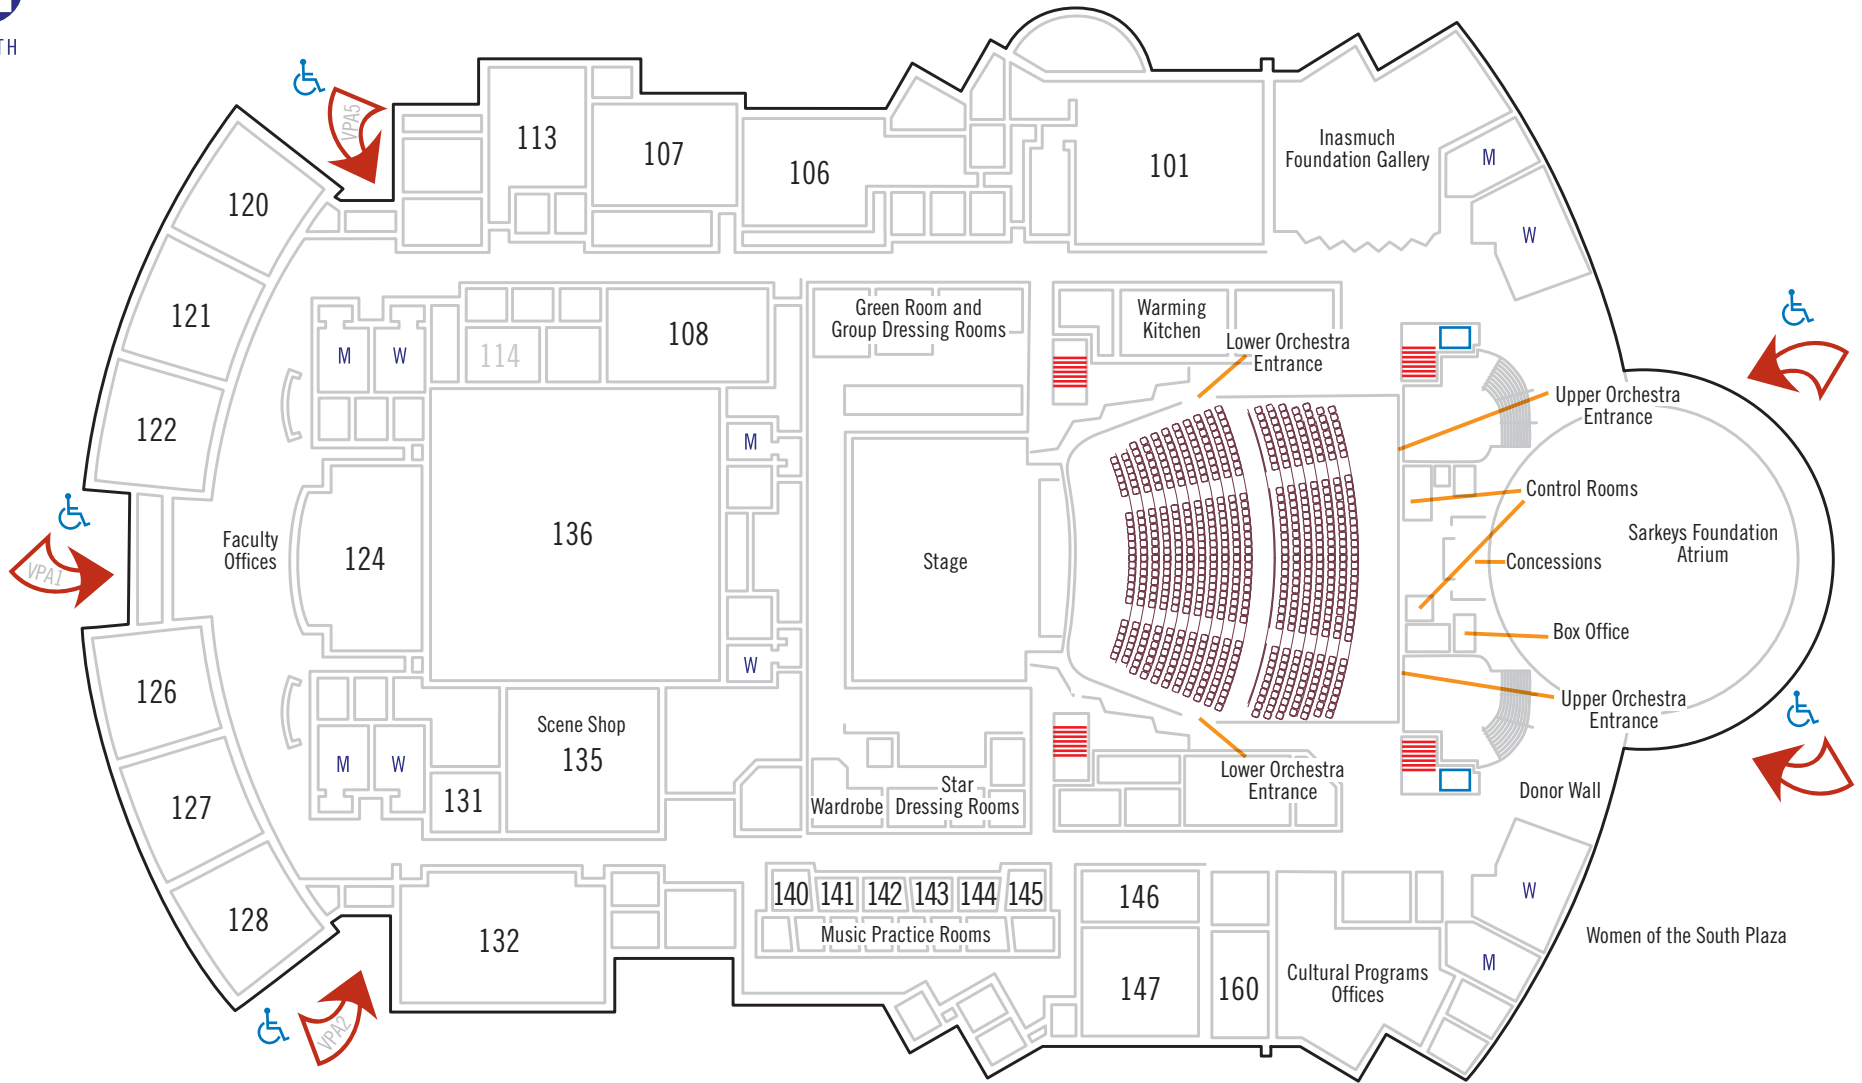 TH
VPA5
113
107
106
101
Inasmuch
Foundation Gallery
M
W
120
121
122
M
W
114
108
Green Room and
Group Dressing Rooms
Warming
Kitchen
Lower Orchestra
Entrance
Upper Orchestra
Entrance
M
Control Rooms
VPA1
Faculty
Offices
124
136
Stage
Concessions
Sarkeys Foundation
Atrium
Box Office
W
126
127
128
M
W
131
Scene Shop
135
Wardrobe
Star
Dressing Rooms
Lower Orchestra
Entrance
Upper Orchestra
Entrance
Donor Wall
132
140
141
142
143
144
145
Music Practice Rooms
146
147
160
Cultural Programs
Offices
W
M
Women of the South Plaza
VPA2